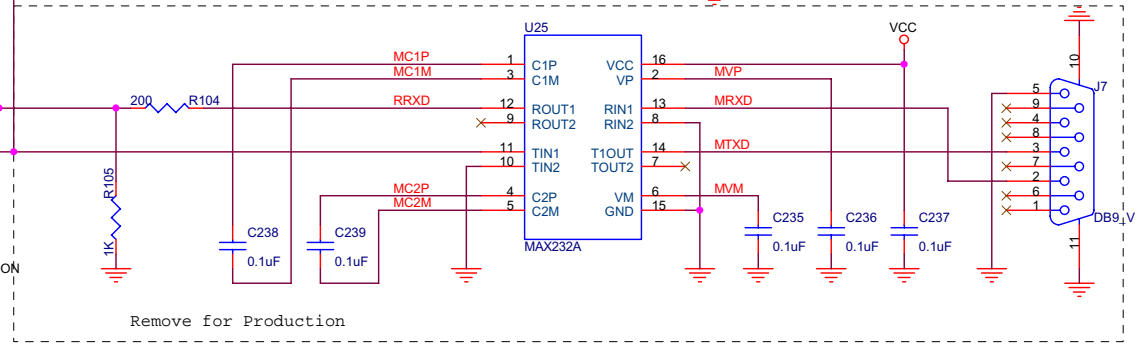 U25
VCC
MC1P 1 C1P VCC 16
MC1M 3 C1M VP 2 MVP
10
J7
200 R104 RRXD 12 ROUT1 RIN1 13 MRXD
9 ROUT2 RIN2 8
11 TIN1 T1OUT 14 MTXD
10 TIN2 TOUT2 7
R105
1K
MC2P 4 C2P VM 6 MVM
MC2M 5 C2M GND 15
5
9
4
8
3
7
2
6
1
DB9_V
11
MAX232A
C238
0.1uF
C239
0.1uF
C235
0.1uF
C236
0.1uF
C237
0.1uF
ON
Remove for Production